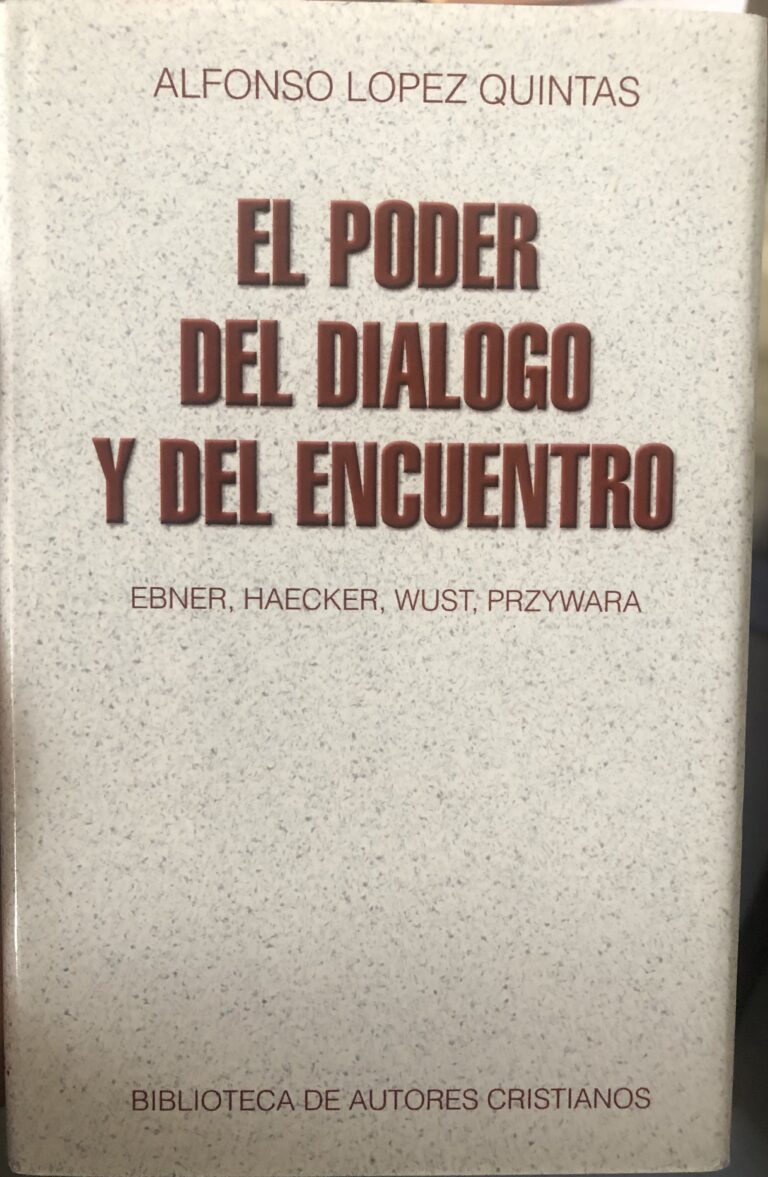 ALFONSO LOPEZ QUINTAS
EL PODER
DEL DIALOGO
Y DEL ENCUENTRO
EBNER, HAECKER, WUST, PRZYWARA
BIBLIOTECA DE AUTORES CRISTIANOS